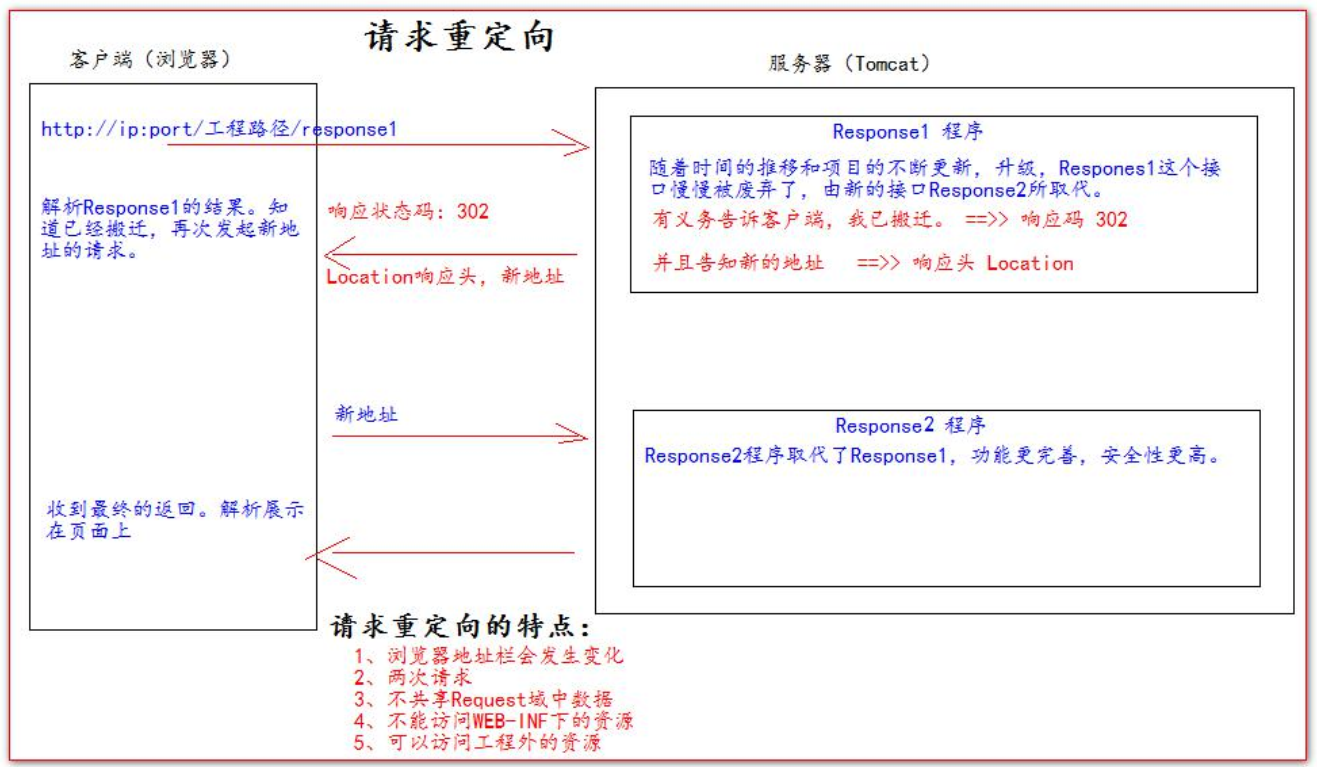 请求重定向
客户端（浏览器）
服务器（Tomcat）
http://ip:port/工程路径/response1
Response1 程序
随着时间的推移和项目的不断更新，升级，Respones1这个接
口慢慢被废弃了，由新的接口Response2所取代。
有义务告诉客户端，我已搬迁。 ==>> 响应码 302
并且告知新的地址 ==>> 响应头 Location
解析Response1的结果。知
道已经搬迁，再次发起新地
址的请求。
响应状态码：302
Location响应头，新地址
新地址
Response2 程序
Response2程序取代了Response1，功能更完善，安全性更高。
收到最终的返回。解析展示
在页面上
请求重定向的特点：
1、浏览器地址栏会发生变化
2、两次请求
3、不共享Request域中数据
4、不能访问WEB-INF下的资源
5、可以访问工程外的资源